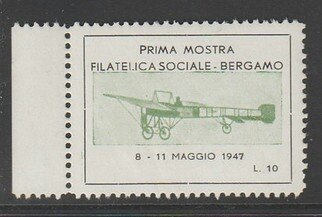 PRIMA MOSTRA
FILATELICA SOCIALE - BERGAMO
8 - 11 MAGGIO 1947
L. 10